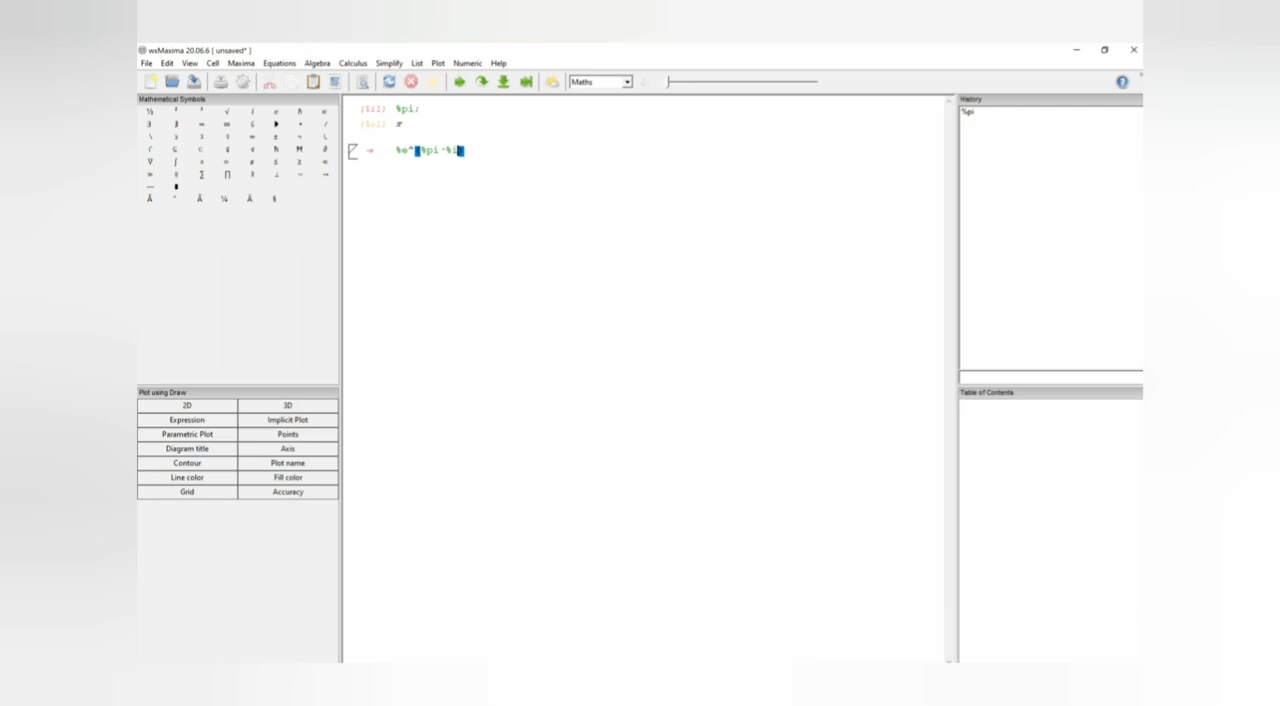 wxMaxima 20.06.6 [ unsaved* ]
File Edit View Cell Maxima Equations Algebra Calculus Simplify List Plot Numeric Help
Maths
Mathematical Symbols
(%i1) %pi;
(%o1) π
→ %e^(%pi·%i)
Plot using Draw
2D 3D
Expression Implicit Plot
Parametric Plot Points
Diagram title Axis
Contour Plot name
Line color Fill color
Grid Accuracy
History
%pi
Table of Contents